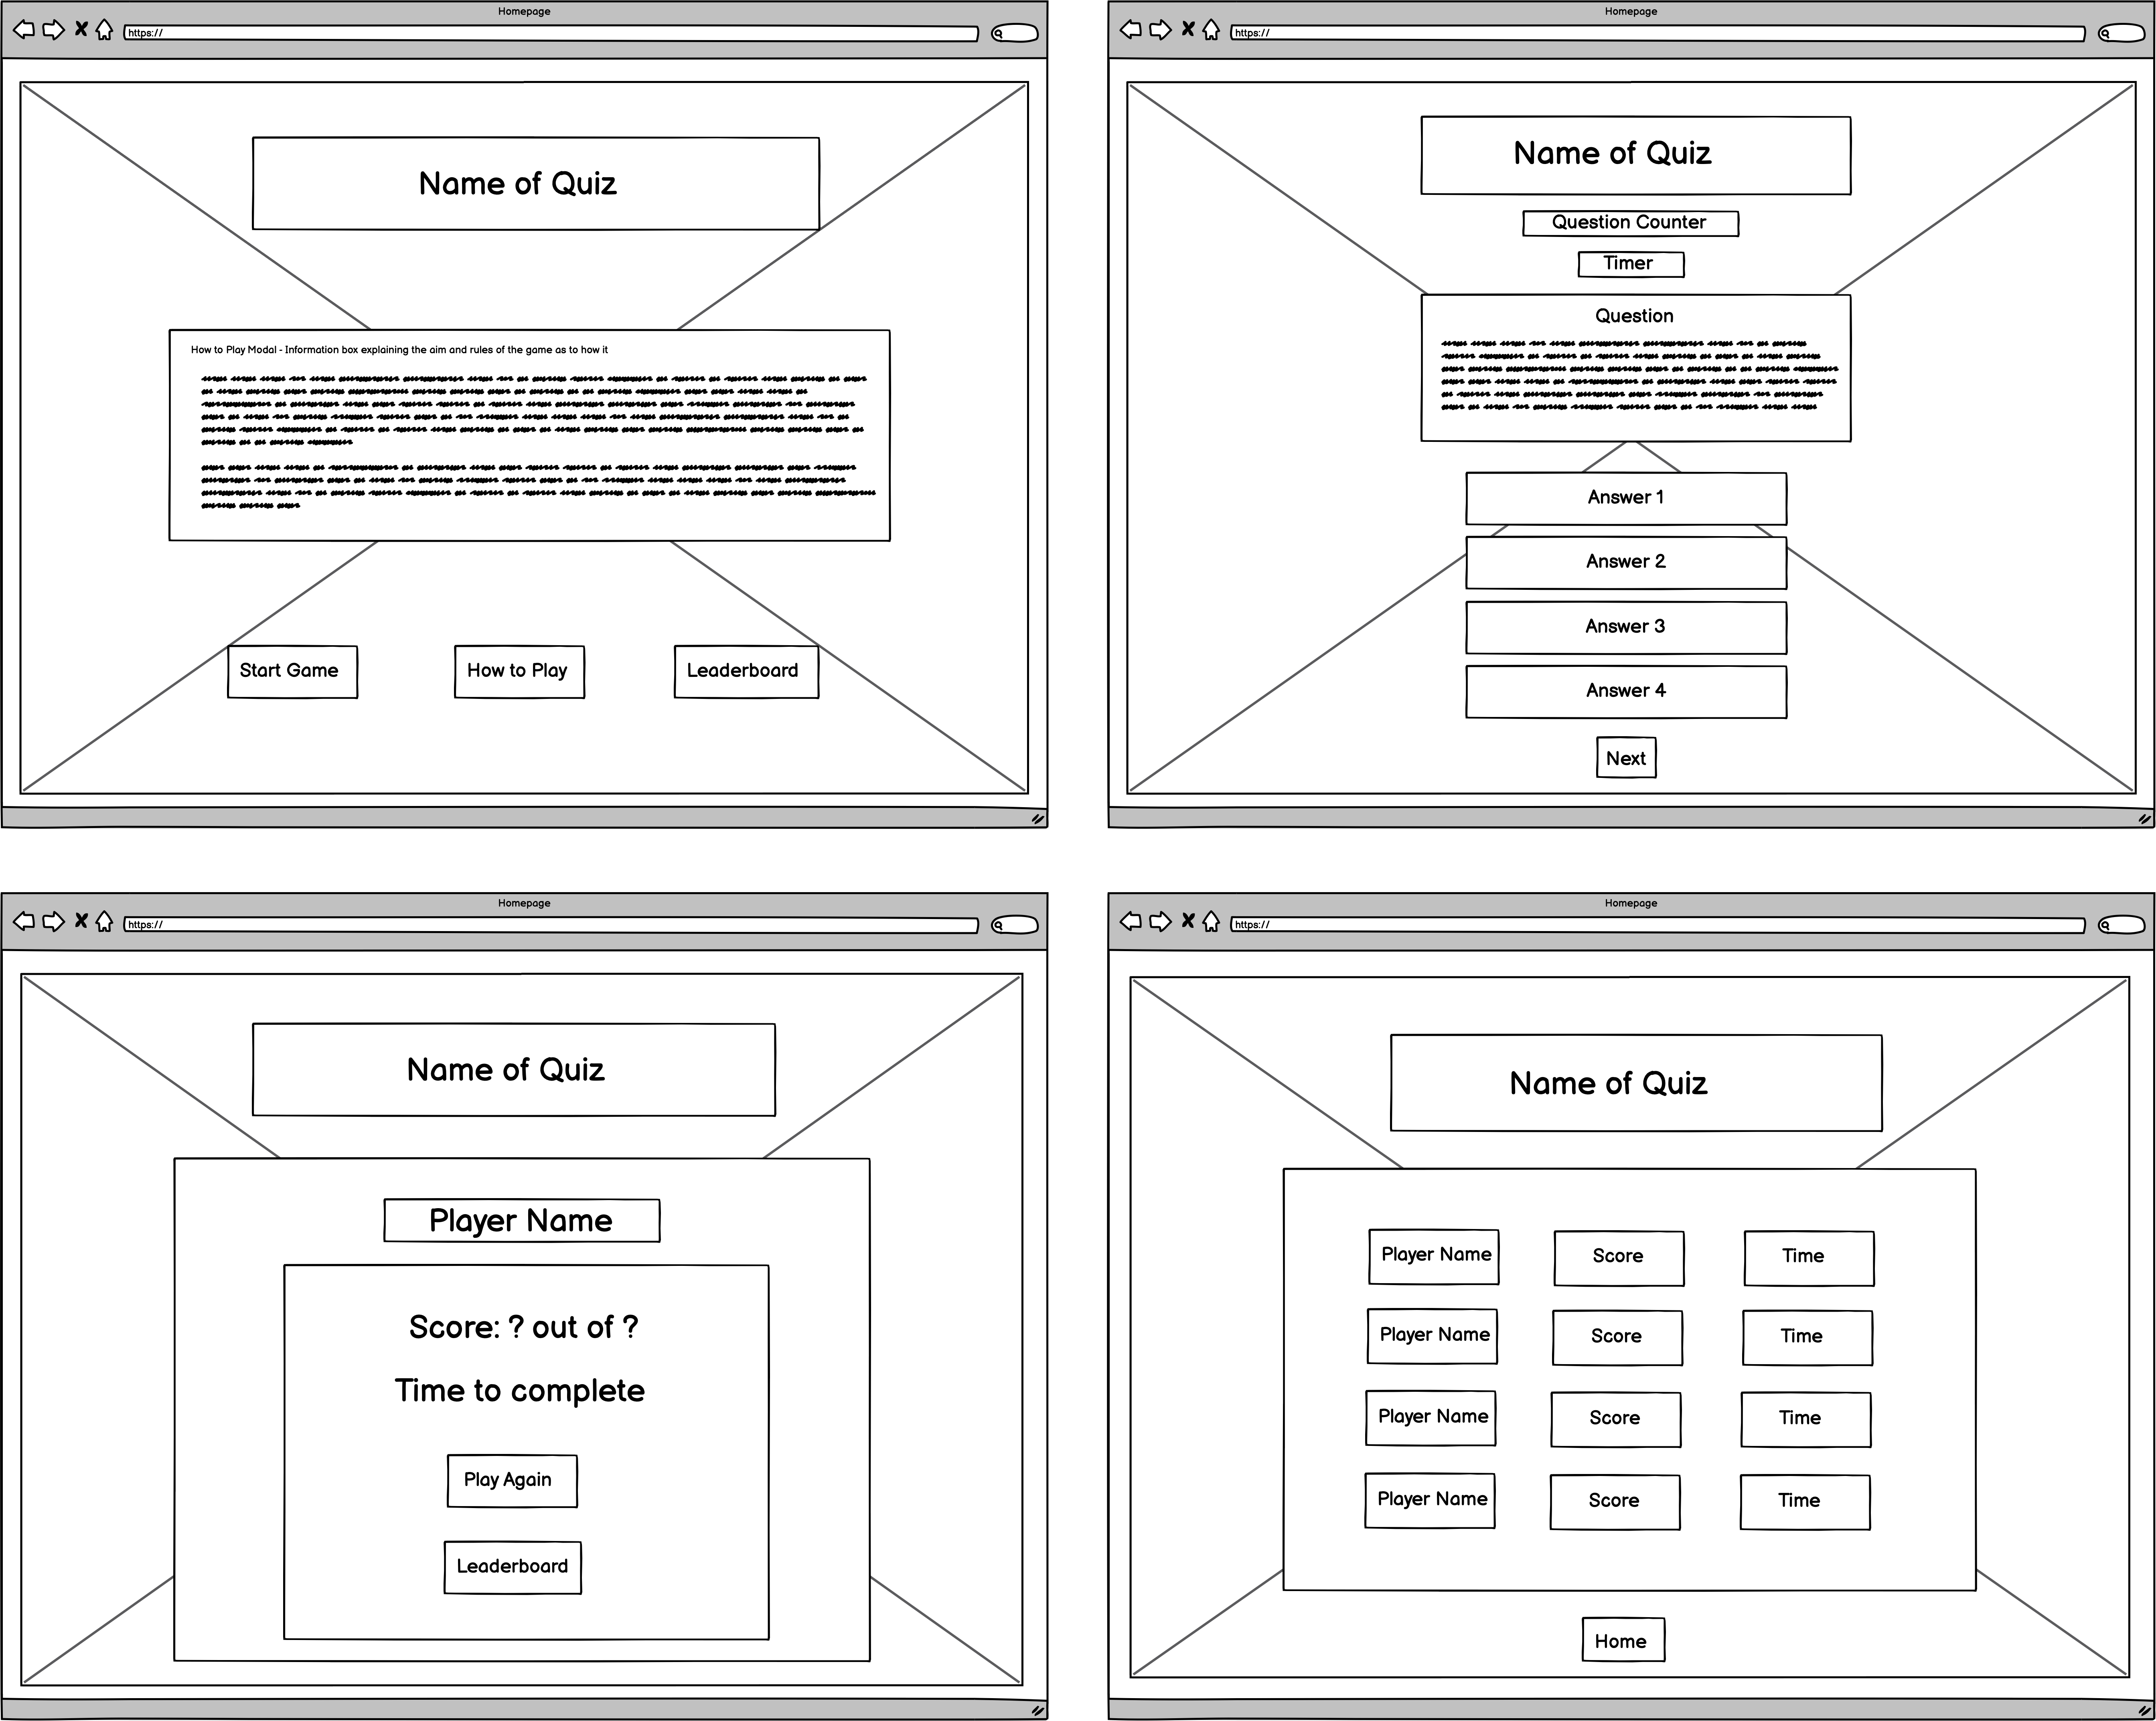 Homepage
https://
Name of Quiz
How to Play Modal - Information box explaining the aim and rules of the game as to how it
Start Game
How to Play
Leaderboard
Homepage
https://
Name of Quiz
Question Counter
Timer
Question
Answer 1
Answer 2
Answer 3
Answer 4
Next
Homepage
https://
Name of Quiz
Player Name
Score: ? out of ?
Time to complete
Play Again
Leaderboard
Homepage
https://
Name of Quiz
Player Name Score Time
Player Name Score Time
Player Name Score Time
Player Name Score Time
Home